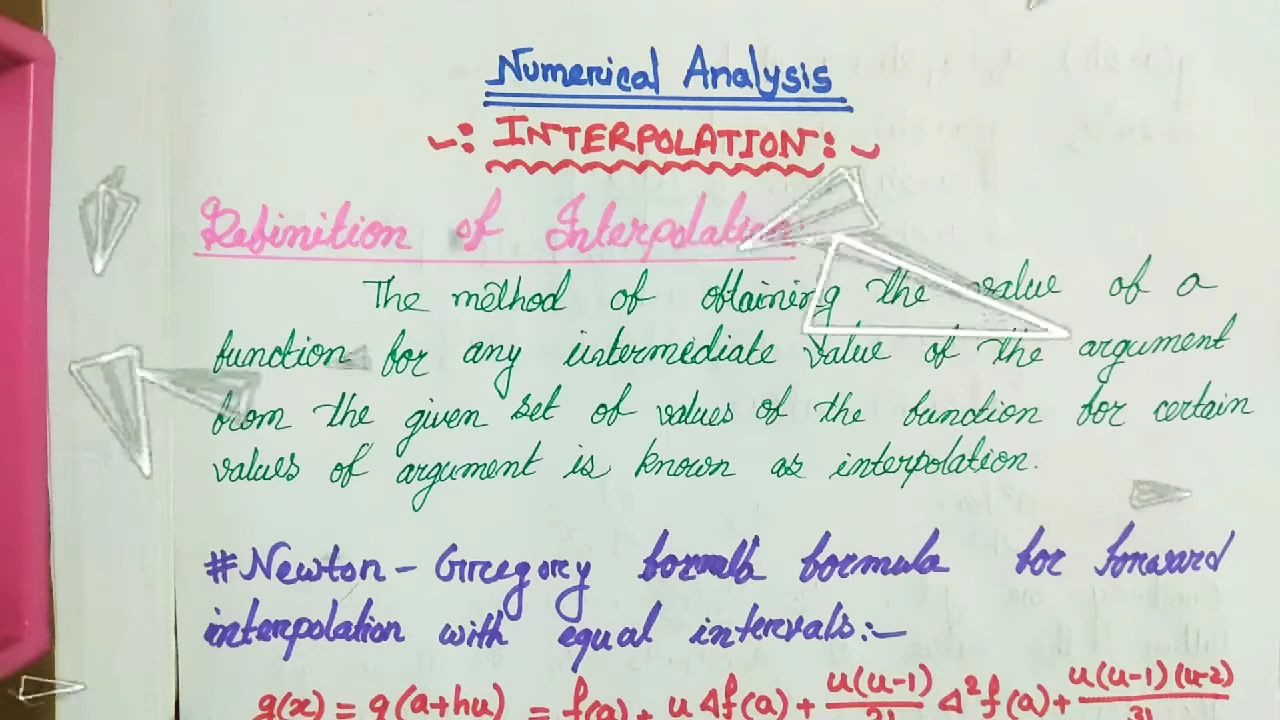 Numerical Analysis
-: INTERPOLATION:-
Definition of Interpolation:
The method of obtaining the value of a
function for any intermediate value of the argument
from the given set of values of the function for certain
values of argument is known as interpolation.
#Newton-Gregory formula for forward
interpolation with equal intervals:-
g(x) = g(a+hu) = f(a) + u Δf(a) + u(u-1)/2! Δ²f(a) + u(u-1)(u-2)/3!